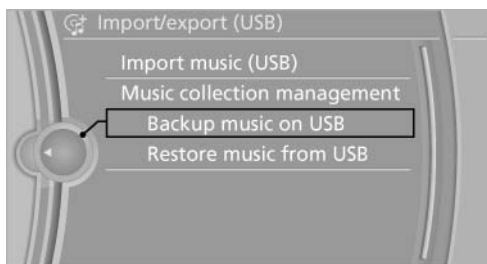 Import/export (USB)
Import music (USB)
Music collection management
Backup music on USB
Restore music from USB